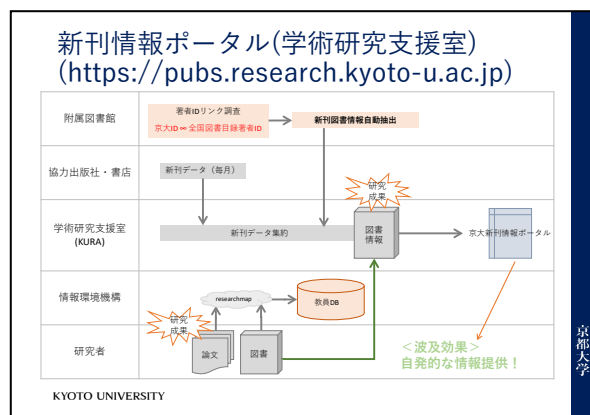 新刊情報ポータル(学術研究支援室)
(https://pubs.research.kyoto-u.ac.jp)
附属図書館
著者IDリンク調査
京大ID ∞ 全国図書目録著者ID
新刊図書情報自動抽出
協力出版社・書店
新刊データ（毎月）
研究
成果
学術研究支援室
(KURA)
新刊データ集約
図書
情報
京大新刊情報ポータル
情報環境機構
researchmap
教員DB
研究
成果
研究者
論文
図書
＜波及効果＞
自発的な情報提供！
京都大学
KYOTO UNIVERSITY